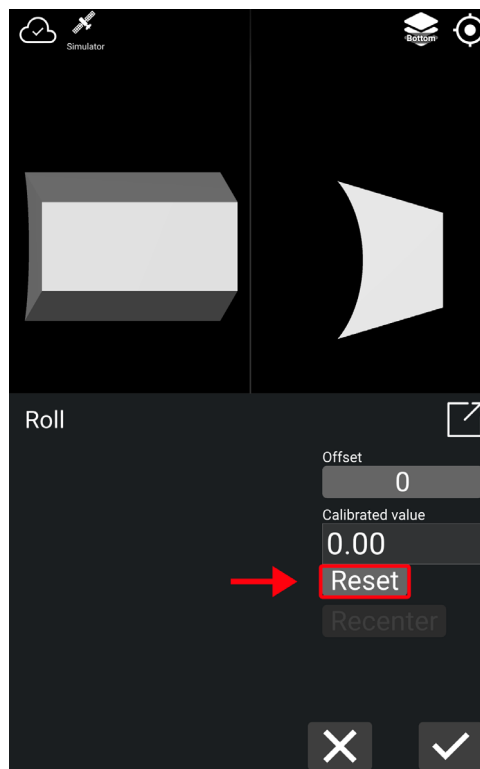 Simulator
Bottom
Roll
Offset
0
Calibrated value
0.00
Reset
Recenter